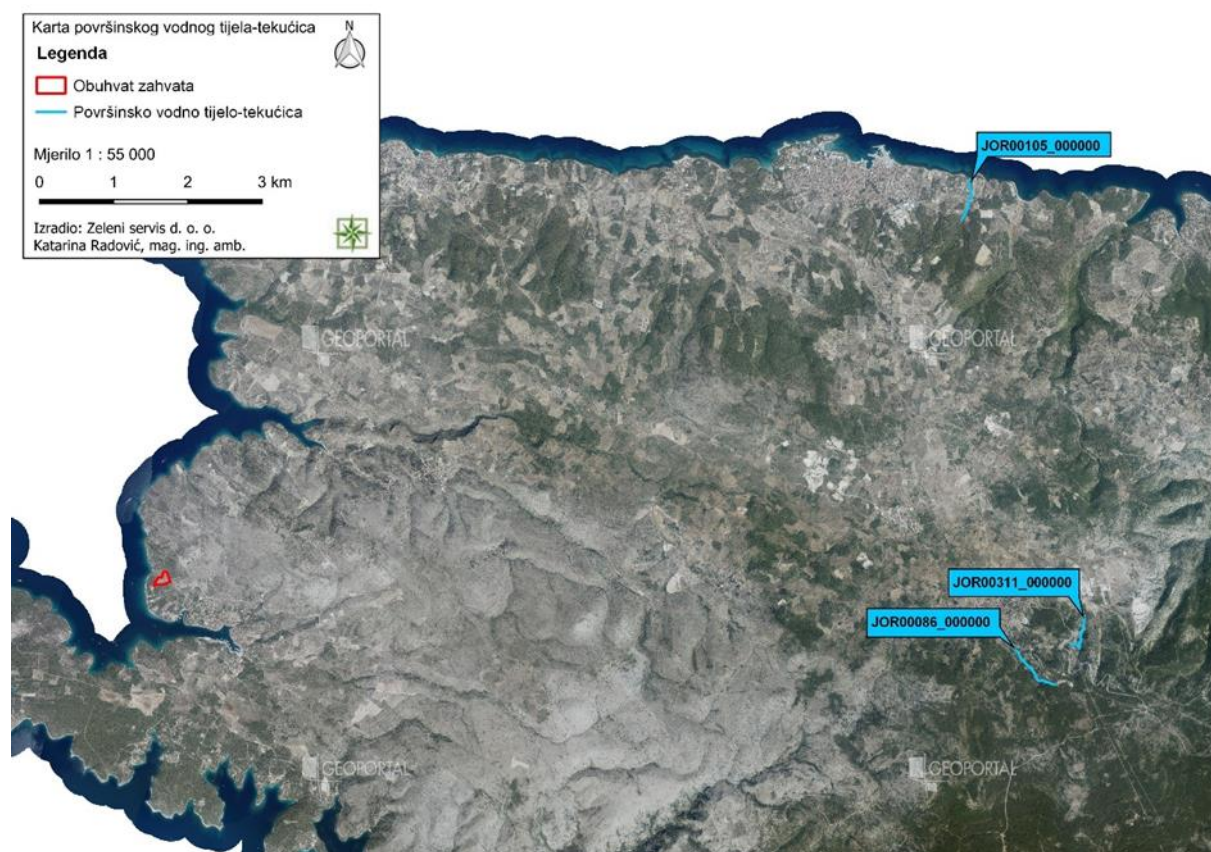 Karta površinskog vodnog tijela-tekućica
N
Legenda
Obuhvat zahvata
Površinsko vodno tijelo-tekućica
Mjerilo 1 : 55 000
0 1 2 3 km
Izradio: Zeleni servis d. o. o.
Katarina Radović, mag. ing. amb.
JOR00105_000000
GEOPORTAL
GEOPORTAL
JOR00311_000000
JOR00086_000000
GEOPORTAL
GEOPORTAL